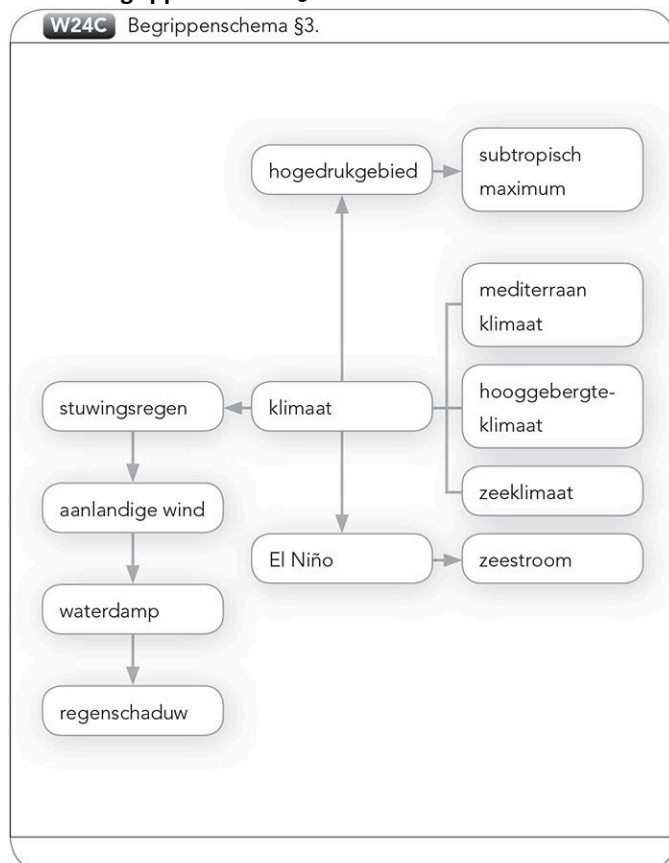 W24C Begrippenschema §3.
hogedrukgebied
subtropisch
maximum
mediterraan
klimaat
stuwingsregen
klimaat
hooggebergte-
klimaat
aanlandige wind
zeeklimaat
El Niño
zeestroom
waterdamp
regenschaduw